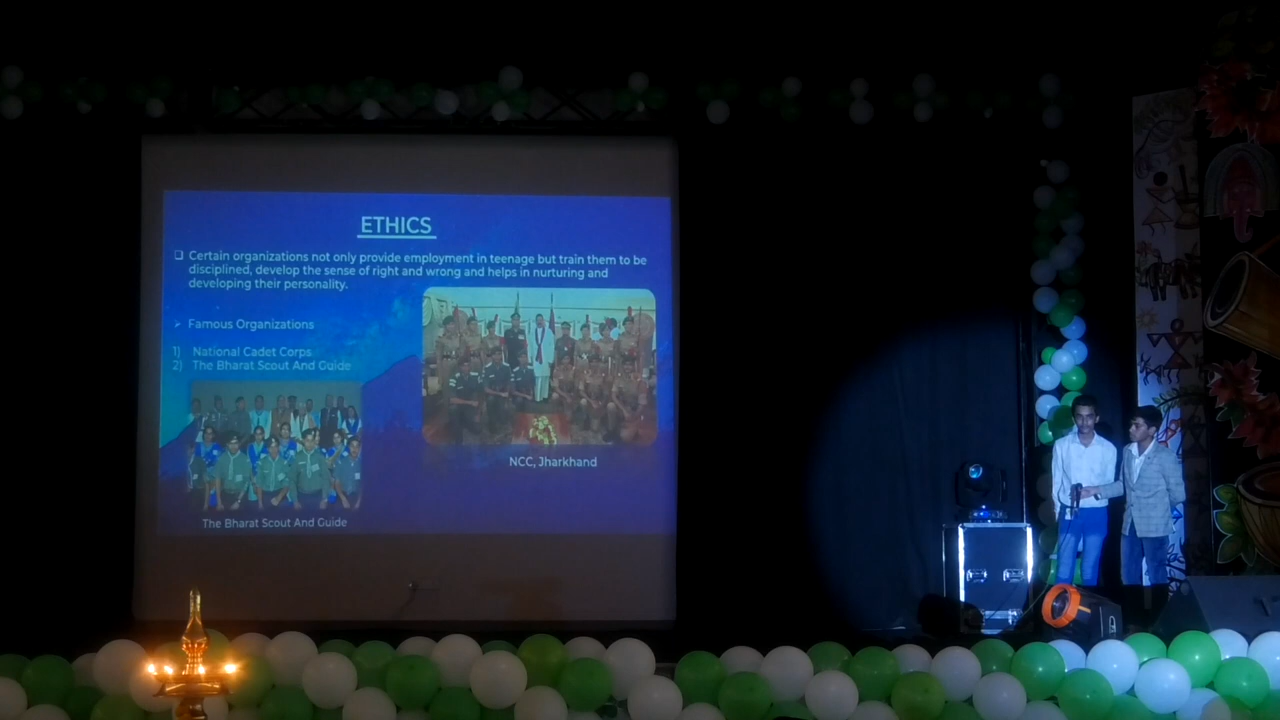 ETHICS
❑ Certain organizations not only provide employment in teenage but train them to be
disciplined, develop the sense of right and wrong and helps in nurturing and
developing their personality.
➢ Famous Organizations
1) National Cadet Corps
2) The Bharat Scout And Guide
NCC, Jharkhand
The Bharat Scout And Guide